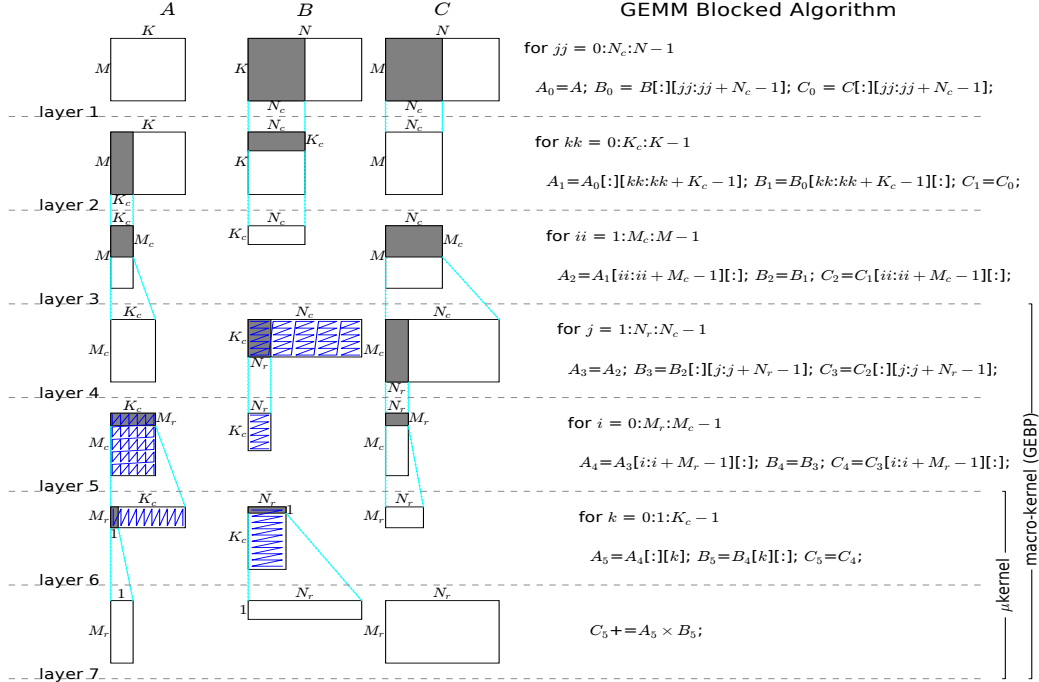 A B C GEMM Blocked Algorithm
K N N
for jj = 0:N_c:N−1
M K M
A_0=A; B_0 = B[:][jj:jj + N_c−1]; C_0 = C[:][jj:jj + N_c−1];
N_c N_c
layer 1
K N_c N_c
K_c
for kk = 0:K_c:K−1
M K M
A_1=A_0[:][kk:kk + K_c−1]; B_1=B_0[kk:kk + K_c−1][:]; C_1=C_0;
K_c
layer 2
K_c N_c N_c
M_c K_c M_c
for ii = 1:M_c:M−1
M M
A_2=A_1[ii:ii + M_c−1][:]; B_2=B_1; C_2=C_1[ii:ii + M_c−1][:];
layer 3
K_c N_c N_c
for j = 1:N_r:N_c−1
M_c K_c M_c
N_r
A_3=A_2; B_3=B_2[:][j:j + N_r−1]; C_3=C_2[:][j:j + N_r−1];
N_r
layer 4
K_c N_r N_r
M_r M_r
for i = 0:M_r:M_c−1
M_c K_c M_c
A_4=A_3[i:i + M_r−1][:]; B_4=B_3; C_4=C_3[i:i + M_r−1][:];
layer 5
K_c N_r N_r
M_r 1 M_r
for k = 0:1:K_c−1
1 K_c
A_5=A_4[:][k]; B_5=B_4[k][:]; C_5=C_4;
layer 6
1 N_r N_r
1
M_r M_r
C_5+=A_5 × B_5;
layer 7
μkernel
macro-kernel (GEBP)